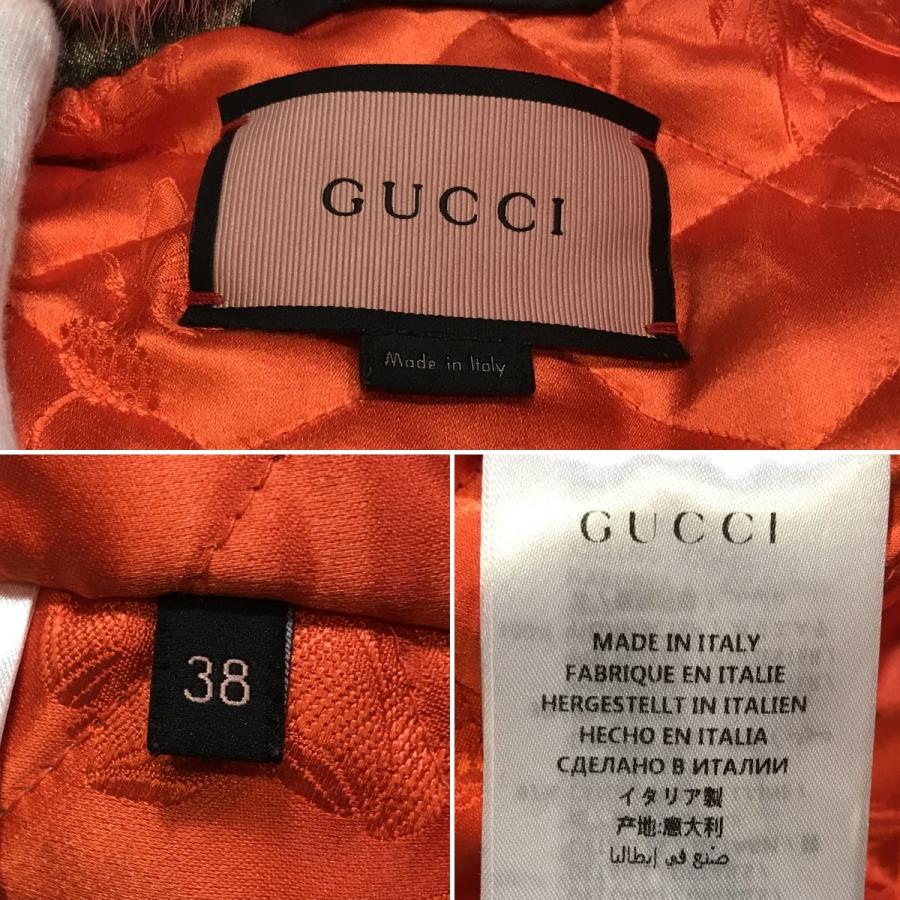 GUCCI
Made in Italy
38
GUCCI
MADE IN ITALY
FABRIQUE EN ITALIE
HERGESTELLT IN ITALIEN
HECHO EN ITALIA
СДЕЛАНО В ИТАЛИИ
イタリア製
产地:意大利
صنع في إيطاليا